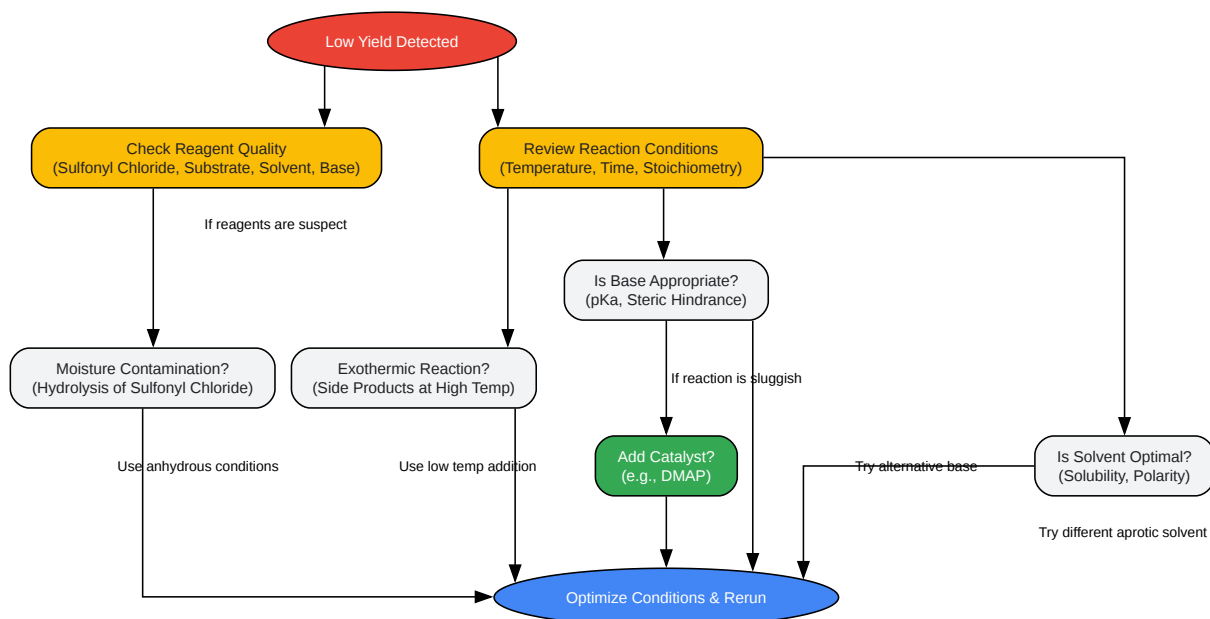 Low Yield Detected
Check Reagent Quality
(Sulfonyl Chloride, Substrate, Solvent, Base)
Review Reaction Conditions
(Temperature, Time, Stoichiometry)
If reagents are suspect
Is Base Appropriate?
(pKa, Steric Hindrance)
Moisture Contamination?
(Hydrolysis of Sulfonyl Chloride)
Exothermic Reaction?
(Side Products at High Temp)
If reaction is sluggish
Use anhydrous conditions
Use low temp addition
Add Catalyst?
(e.g., DMAP)
Try alternative base
Is Solvent Optimal?
(Solubility, Polarity)
Try different aprotic solvent
Optimize Conditions & Rerun